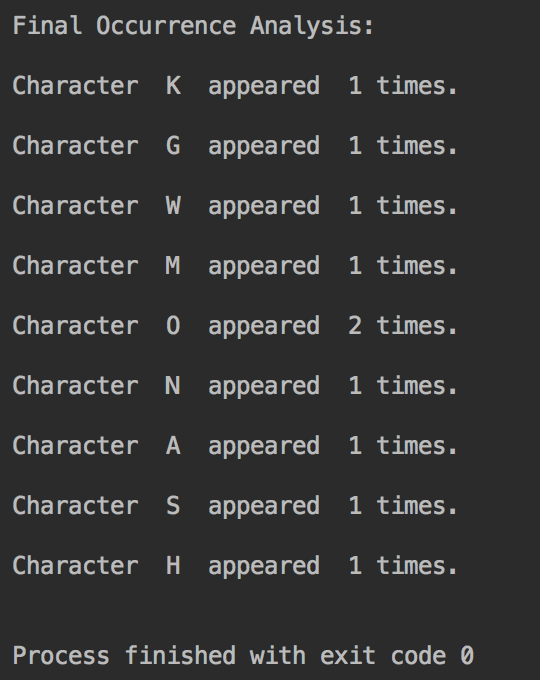 Final Occurrence Analysis:
Character  K  appeared  1 times.
Character  G  appeared  1 times.
Character  W  appeared  1 times.
Character  M  appeared  1 times.
Character  O  appeared  2 times.
Character  N  appeared  1 times.
Character  A  appeared  1 times.
Character  S  appeared  1 times.
Character  H  appeared  1 times.
Process finished with exit code 0